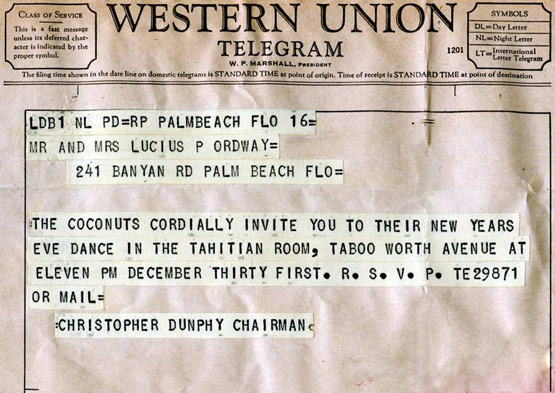 WESTERN UNION
TELEGRAM
W. P. MARSHALL, PRESIDENT
1201
CLASS OF SERVICE
This is a fast message
unless its deferred char-
acter is indicated by the
proper symbol.
SYMBOLS
DL=Day Letter
NL=Night Letter
LT=International Letter Telegram
The filing time shown in the date line on domestic telegrams is STANDARD TIME at point of origin. Time of receipt is STANDARD TIME at point of destination
LDB1 NL PD=RP PALMBEACH FLO 16=
MR AND MRS LUCIUS P ORDWAY=
241 BANYAN RD PALM BEACH FLO=
:THE COCONUTS CORDIALLY INVITE YOU TO THEIR NEW YEARS
EVE DANCE IN THE TAHITIAN ROOM, TABOO WORTH AVENUE AT
ELEVEN PM DECEMBER THIRTY FIRST. R. S. V. P. TE29871
OR MAIL=
:CHRISTOPHER DUNPHY CHAIRMAN